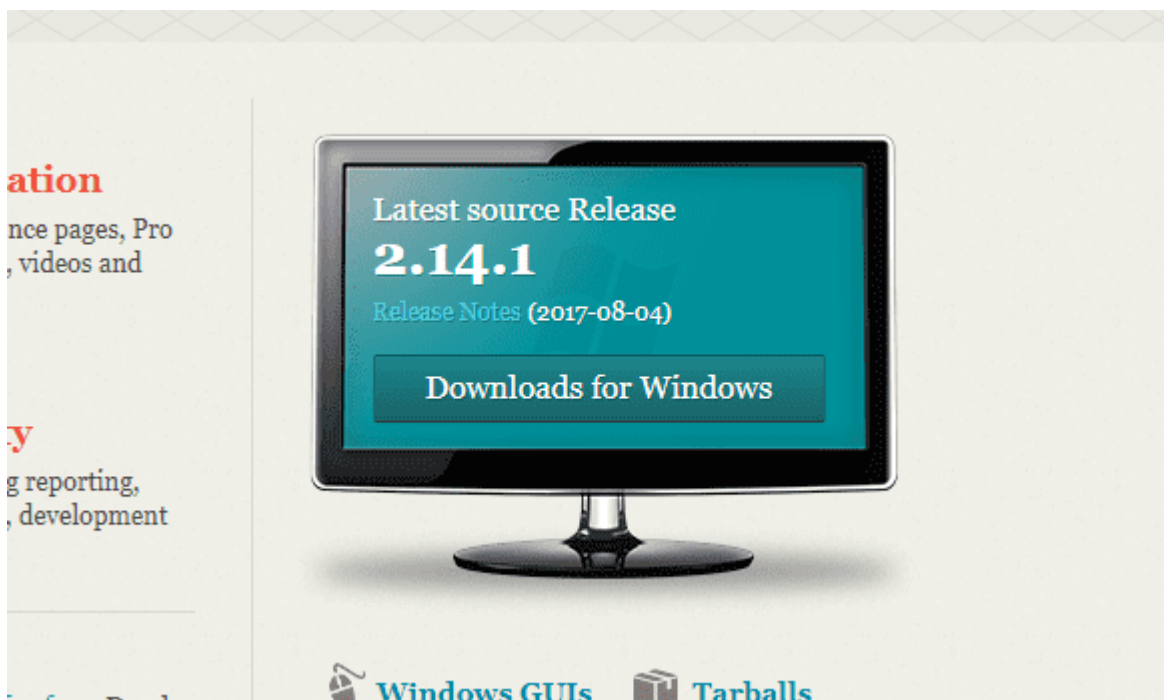 ation
nce pages, Pro
, videos and
y
g reporting,
, development
Latest source Release
2.14.1
Release Notes (2017-08-04)
Downloads for Windows
Windows GUIs
Tarballs